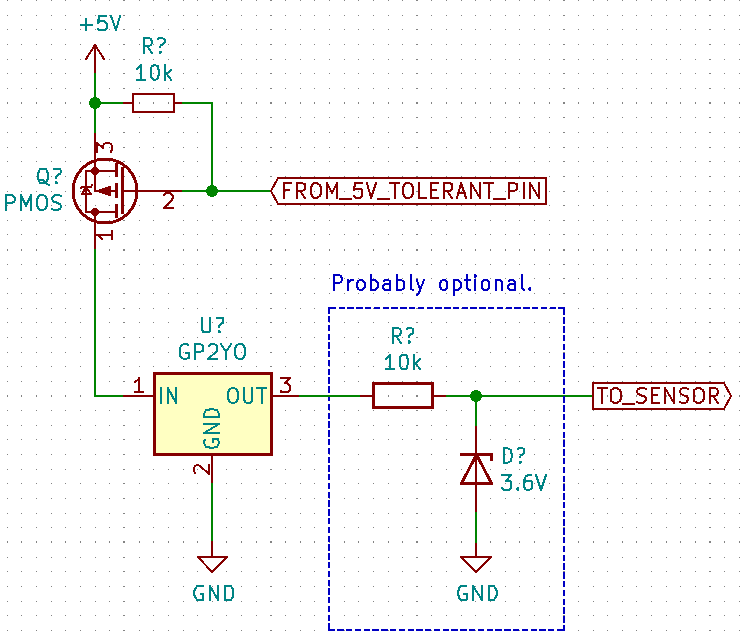 +5V
R?
10k
3
Q?
PMOS
2
FROM_5V_TOLERANT_PIN
1
Probably optional.
U?
GP2Y0
R?
10k
1
IN
OUT
3
TO_SENSOR
GND
2
D?
3.6V
GND
GND